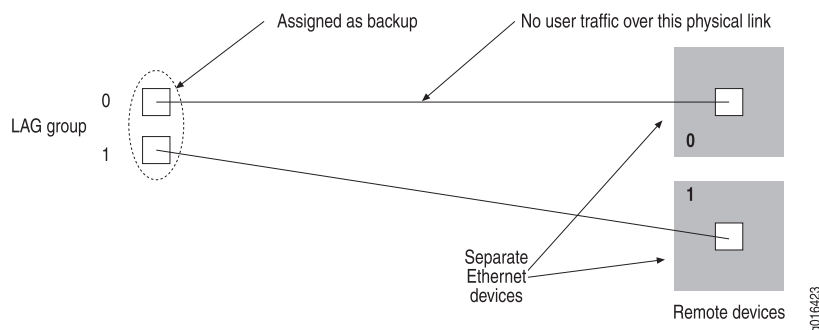 Assigned as backup
No user traffic over this physical link
0
LAG group
1
0
1
Separate
Ethernet
devices
Remote devices
g016423